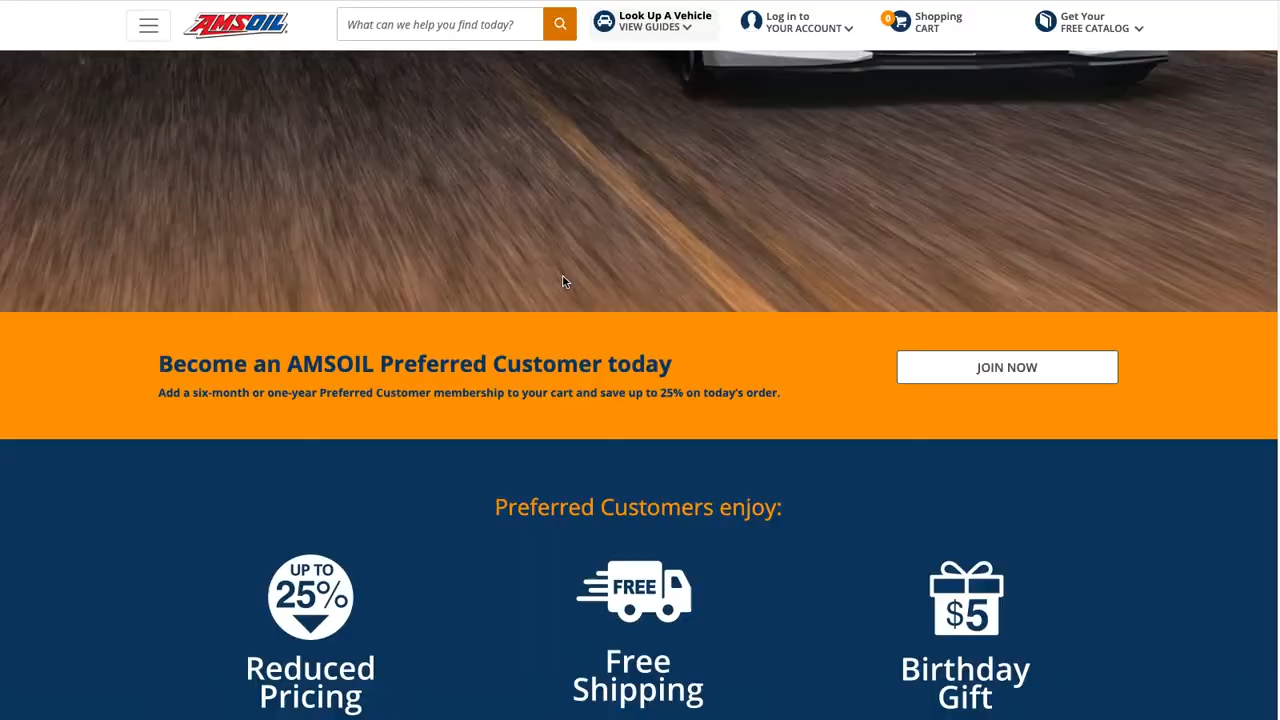 AMSOIL
What can we help you find today?
Look Up A Vehicle
VIEW GUIDES
Log in to
YOUR ACCOUNT
0
Shopping
CART
Get Your
FREE CATALOG
Become an AMSOIL Preferred Customer today
Add a six-month or one-year Preferred Customer membership to your cart and save up to 25% on today's order.
JOIN NOW
Preferred Customers enjoy:
UP TO
25%
Reduced
Pricing
FREE
Free
Shipping
$5
Birthday
Gift